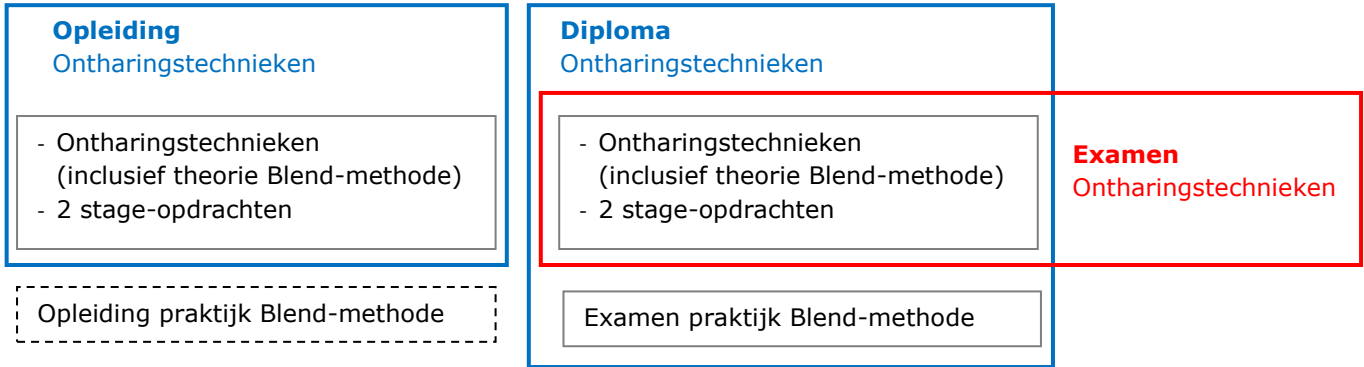 Opleiding
Ontharingstechnieken
- Ontharingstechnieken
(inclusief theorie Blend-methode)
- 2 stage-opdrachten
Opleiding praktijk Blend-methode
Diploma
Ontharingstechnieken
- Ontharingstechnieken
(inclusief theorie Blend-methode)
- 2 stage-opdrachten
Examen praktijk Blend-methode
Examen
Ontharingstechnieken